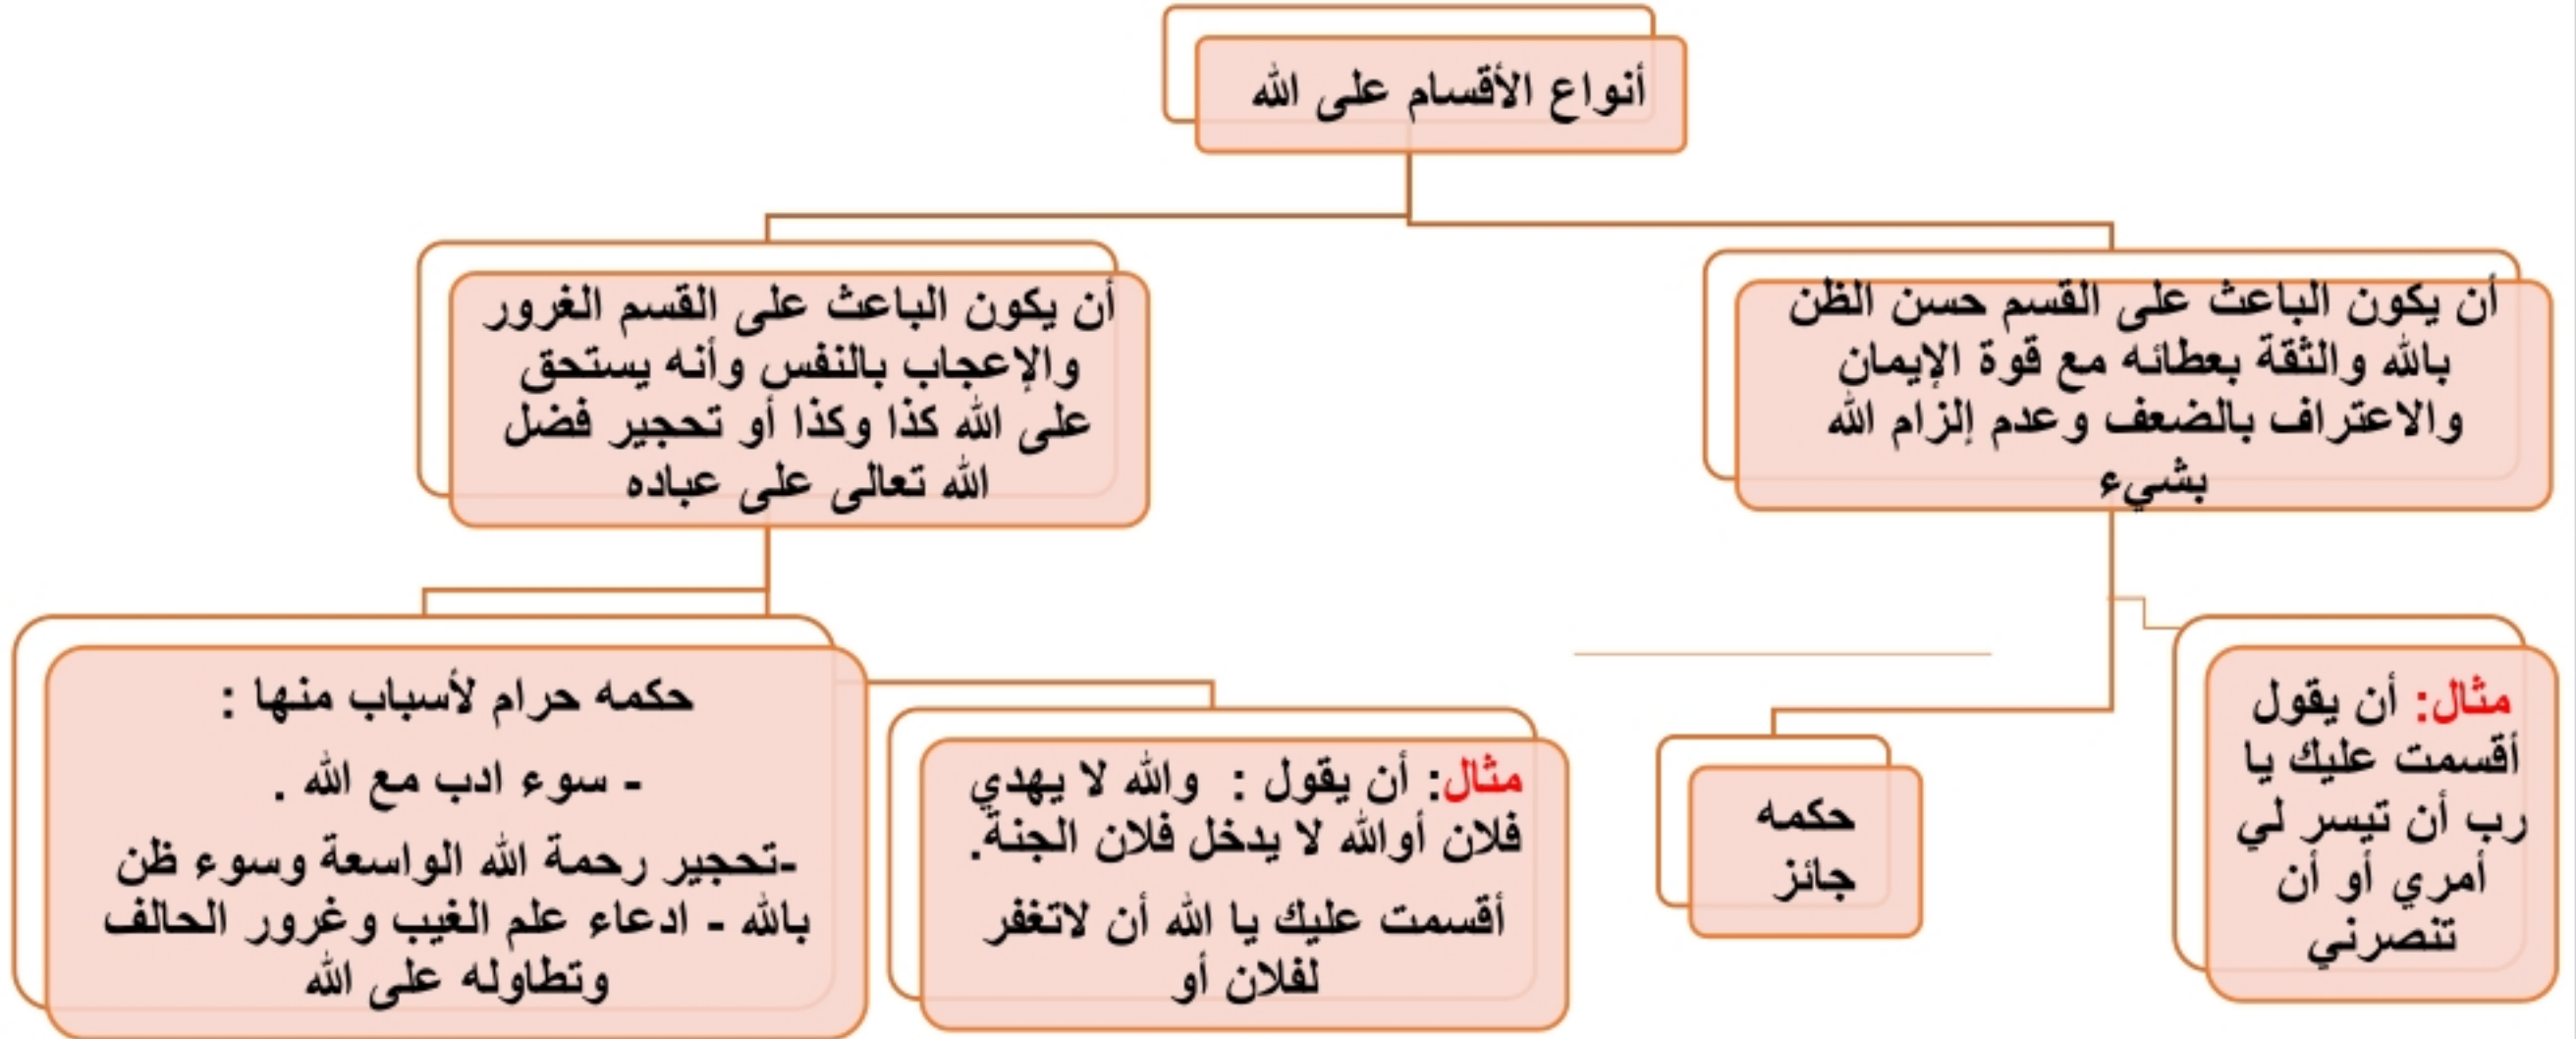 أنواع الأقسام على الله
أن يكون الباعث على القسم حسن الظن
بالله والثقة بعطائه مع قوة الإيمان
والاعتراف بالضعف وعدم إلزام الله
بشيء
أن يكون الباعث على القسم الغرور
والإعجاب بالنفس وأنه يستحق
على الله كذا وكذا أو تحجير فضل
الله تعالى على عباده
مثال: أن يقول
أقسمت عليك يا
رب أن تيسر لي
أمري أو أن
تنصرني
حكمه
جائز
مثال: أن يقول : والله لا يهدي
فلان أوالله لا يدخل فلان الجنة.
أقسمت عليك يا الله أن لاتغفر
لفلان أو
حكمه حرام لأسباب منها :
- سوء ادب مع الله .
-تحجير رحمة الله الواسعة وسوء ظن
بالله - ادعاء علم الغيب وغرور الحالف
وتطاوله على الله